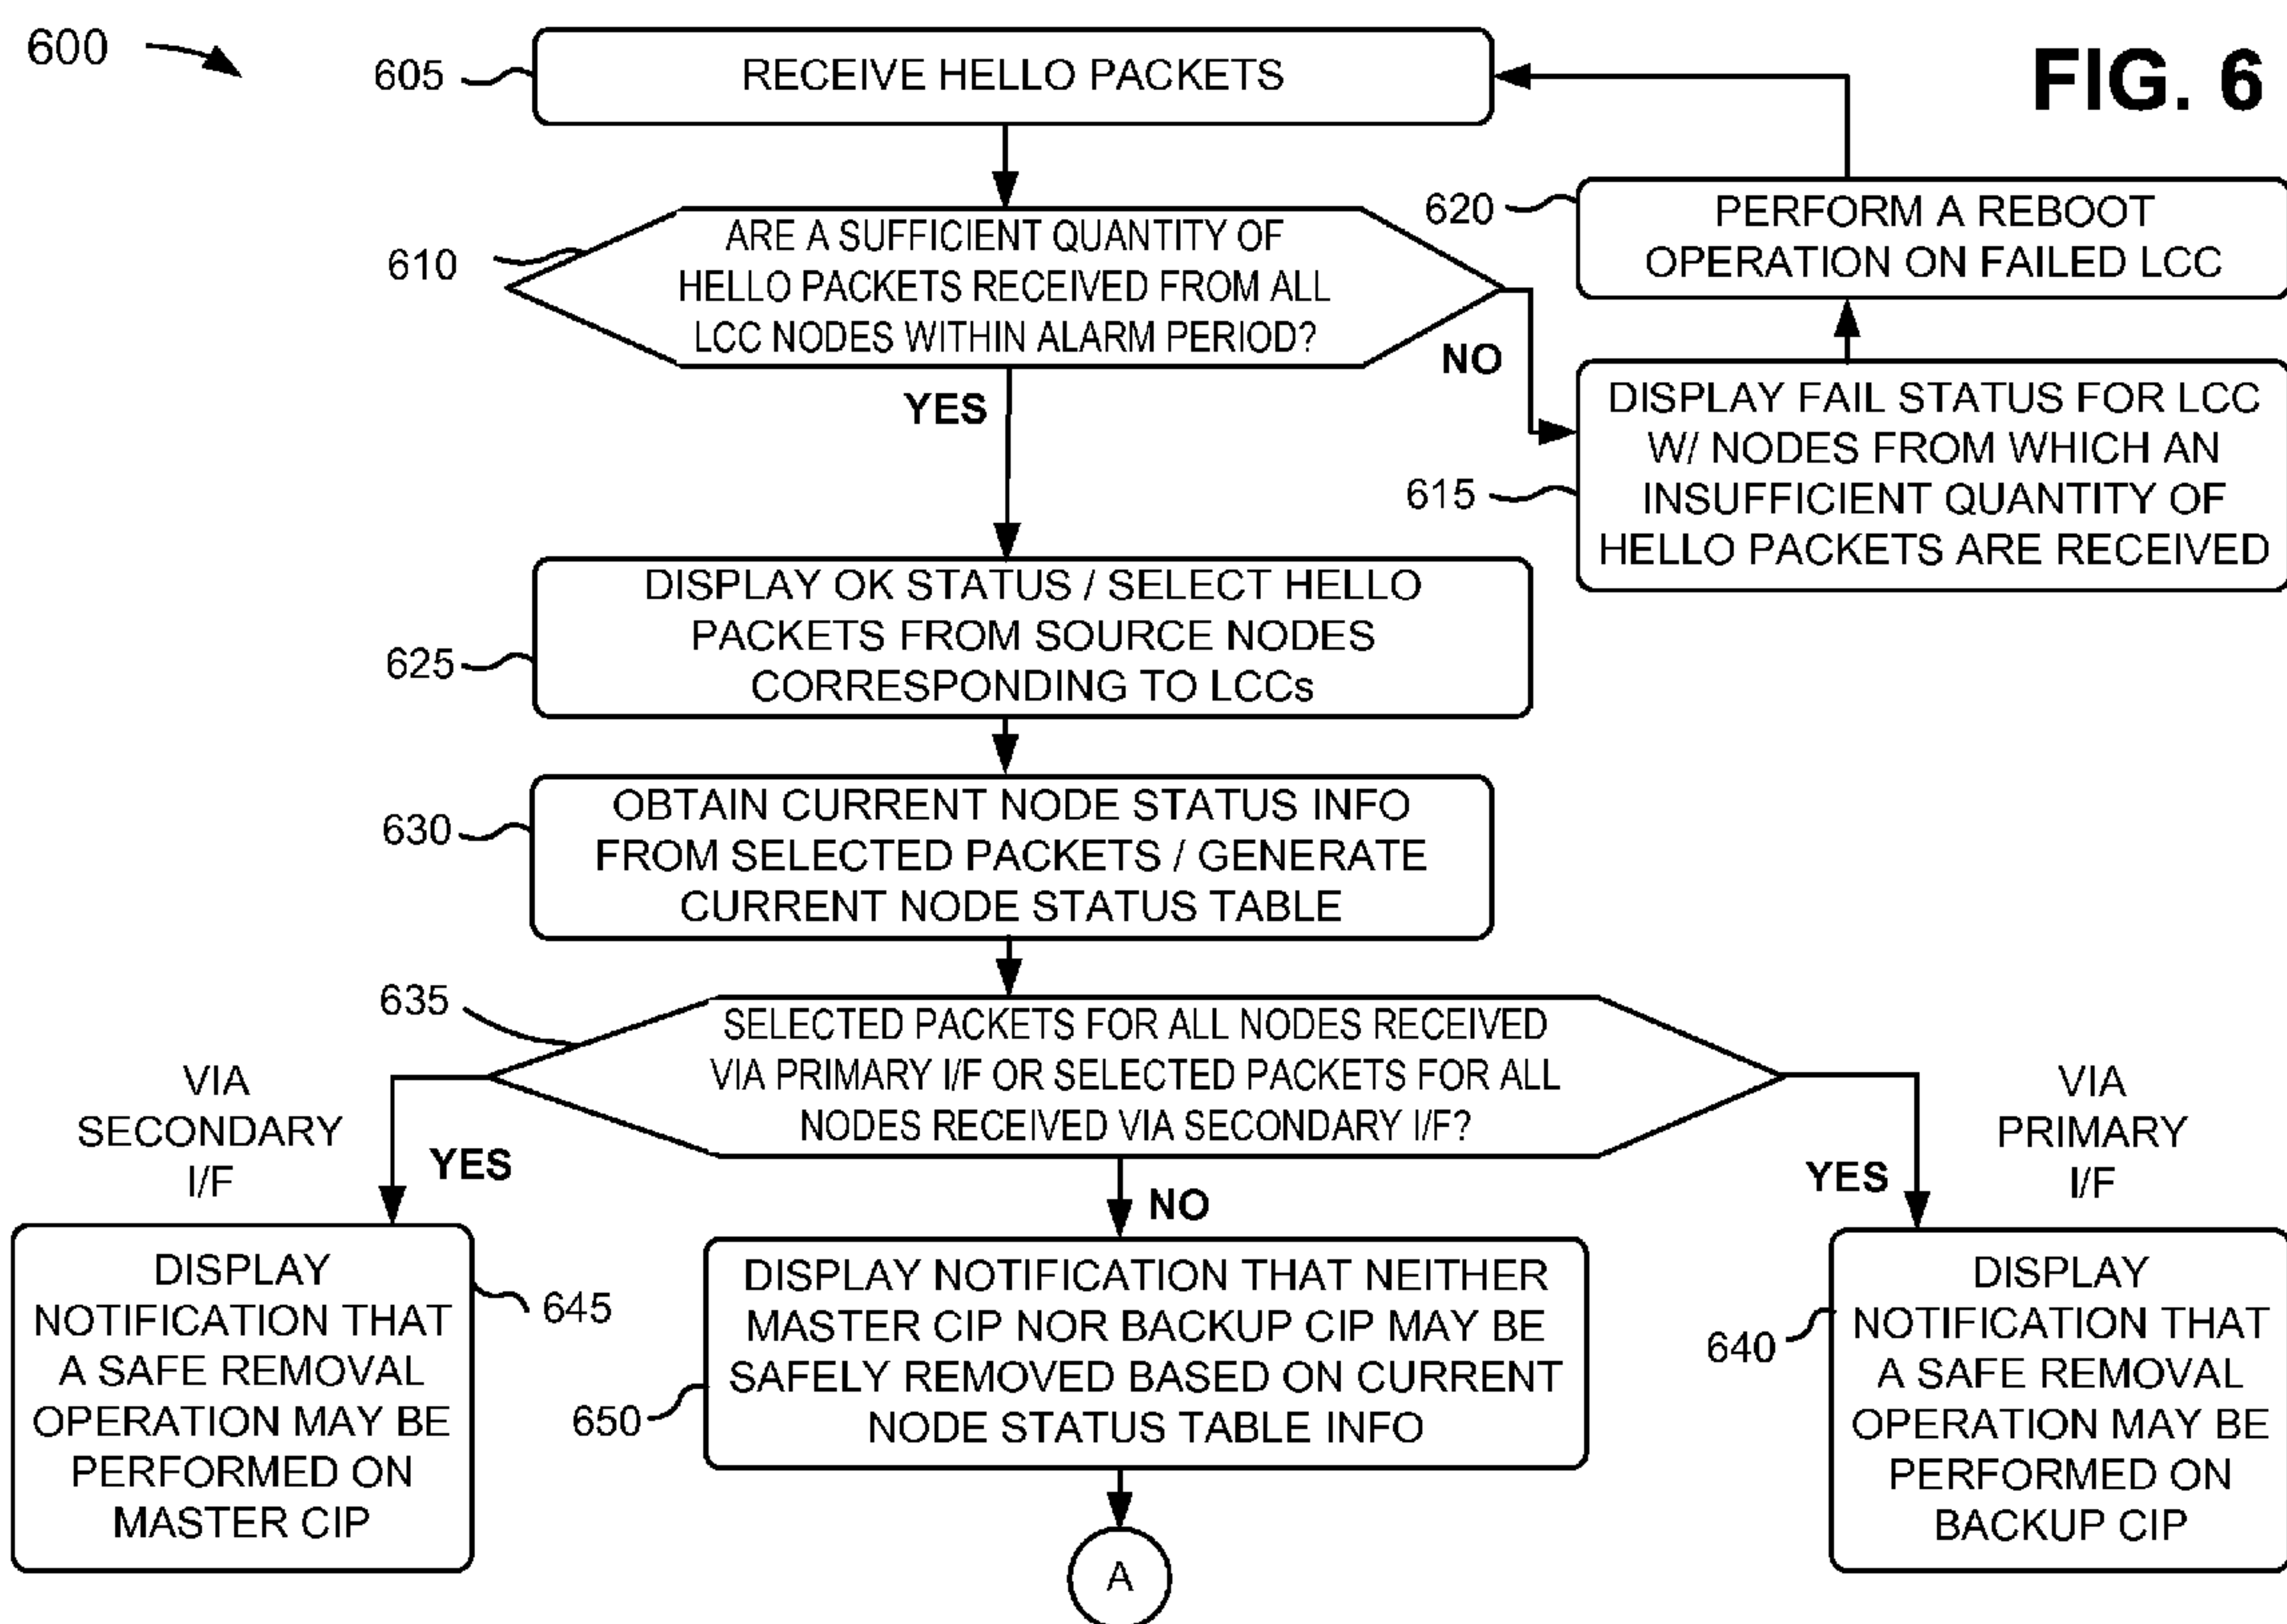 600
FIG. 6
605
RECEIVE HELLO PACKETS
610
ARE A SUFFICIENT QUANTITY OF
HELLO PACKETS RECEIVED FROM ALL
LCC NODES WITHIN ALARM PERIOD?
NO
YES
620
PERFORM A REBOOT
OPERATION ON FAILED LCC
615
DISPLAY FAIL STATUS FOR LCC
W/ NODES FROM WHICH AN
INSUFFICIENT QUANTITY OF
HELLO PACKETS ARE RECEIVED
625
DISPLAY OK STATUS / SELECT HELLO
PACKETS FROM SOURCE NODES
CORRESPONDING TO LCCs
630
OBTAIN CURRENT NODE STATUS INFO
FROM SELECTED PACKETS / GENERATE
CURRENT NODE STATUS TABLE
635
SELECTED PACKETS FOR ALL NODES RECEIVED
VIA PRIMARY I/F OR SELECTED PACKETS FOR ALL
NODES RECEIVED VIA SECONDARY I/F?
VIA
SECONDARY
I/F
YES
NO
YES
VIA
PRIMARY
I/F
DISPLAY
NOTIFICATION THAT
A SAFE REMOVAL
OPERATION MAY BE
PERFORMED ON
MASTER CIP
645
650
DISPLAY NOTIFICATION THAT NEITHER
MASTER CIP NOR BACKUP CIP MAY BE
SAFELY REMOVED BASED ON CURRENT
NODE STATUS TABLE INFO
640
DISPLAY
NOTIFICATION THAT
A SAFE REMOVAL
OPERATION MAY BE
PERFORMED ON
BACKUP CIP
A